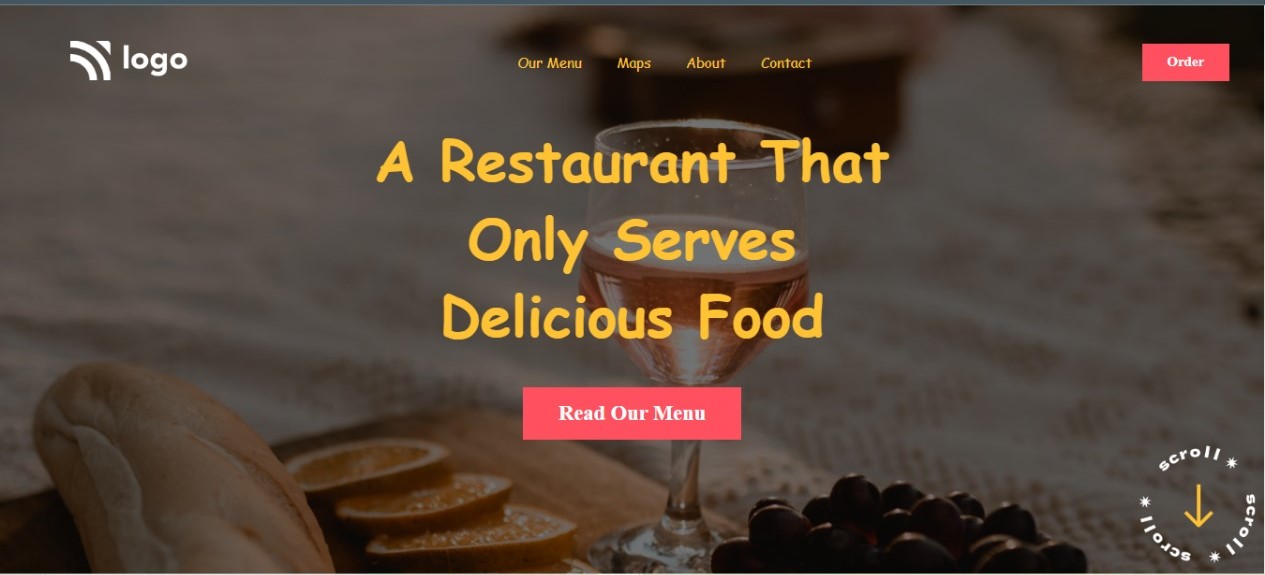 logo
Our Menu Maps About Contact
Order
A Restaurant That
Only Serves
Delicious Food
Read Our Menu
scroll ✷ scroll ✷ scroll ✷